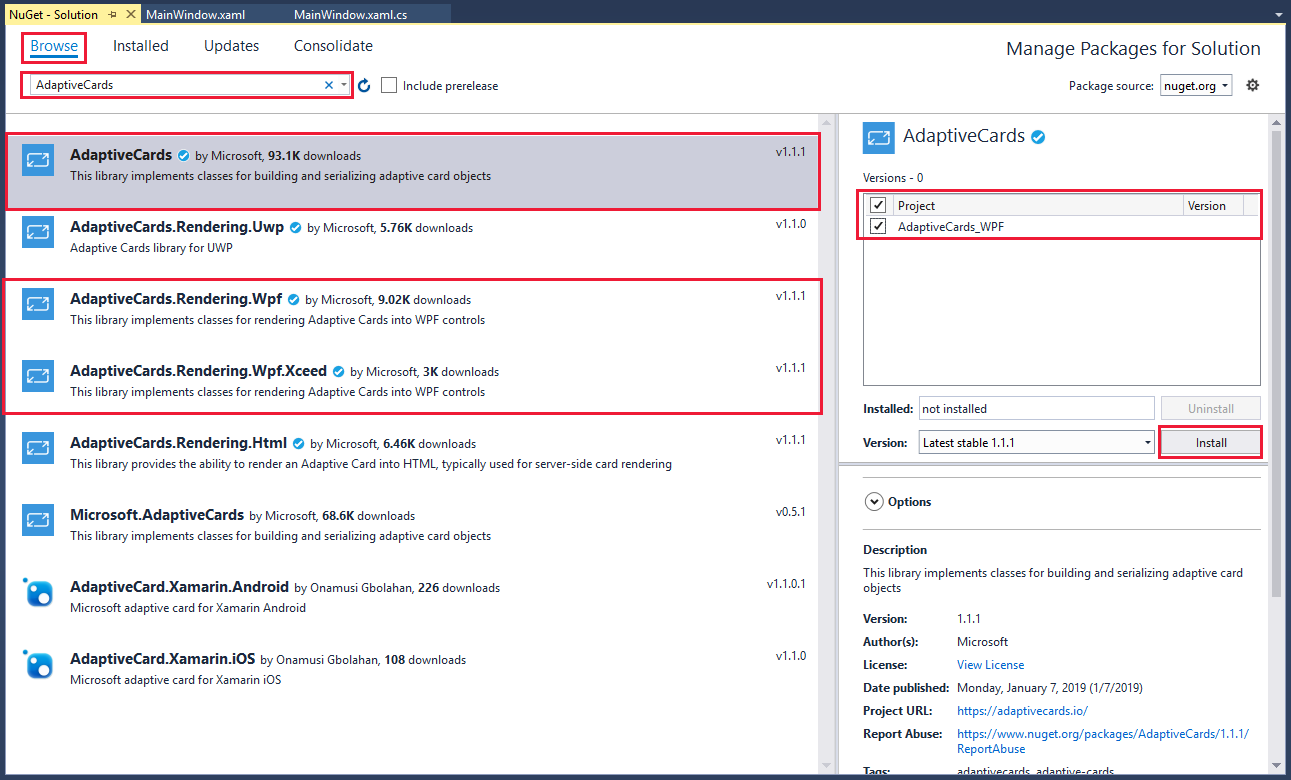 NuGet - Solution
MainWindow.xaml
MainWindow.xaml.cs
Browse
Installed
Updates
Consolidate
Manage Packages for Solution
AdaptiveCards
Include prerelease
Package source: nuget.org
AdaptiveCards by Microsoft, 93.1K downloads
v1.1.1
This library implements classes for building and serializing adaptive card objects
AdaptiveCards.Rendering.Uwp by Microsoft, 5.76K downloads
v1.1.0
Adaptive Cards library for UWP
AdaptiveCards.Rendering.Wpf by Microsoft, 9.02K downloads
v1.1.1
This library implements classes for rendering Adaptive Cards into WPF controls
AdaptiveCards.Rendering.Wpf.Xceed by Microsoft, 3K downloads
v1.1.1
This library implements classes for rendering Adaptive Cards into WPF controls
AdaptiveCards.Rendering.Html by Microsoft, 6.46K downloads
v1.1.1
This library provides the ability to render an Adaptive Card into HTML, typically used for server-side card rendering
Microsoft.AdaptiveCards by Microsoft, 68.6K downloads
v0.5.1
This library implements classes for building and serializing adaptive card objects
AdaptiveCard.Xamarin.Android by Onamusi Gbolahan, 226 downloads
v1.1.0.1
Microsoft adaptive card for Xamarin Android
AdaptiveCard.Xamarin.iOS by Onamusi Gbolahan, 108 downloads
v1.1.0
Microsoft adaptive card for Xamarin iOS
AdaptiveCards
Versions - 0
Project Version
AdaptiveCards_WPF
Installed: not installed Uninstall
Version: Latest stable 1.1.1 Install
Options
Description
This library implements classes for building and serializing adaptive card
objects
Version: 1.1.1
Author(s): Microsoft
License: View License
Date published: Monday, January 7, 2019 (1/7/2019)
Project URL: https://adaptivecards.io/
Report Abuse: https://www.nuget.org/packages/AdaptiveCards/1.1.1/
ReportAbuse
Tags: adaptivecards, adaptive-cards